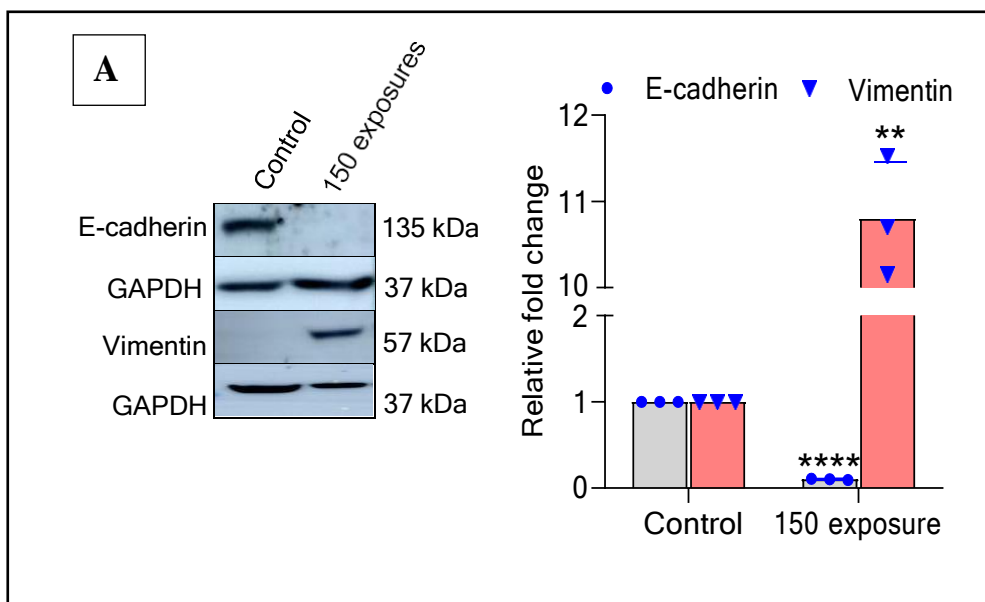 A
Control
150 exposures
E-cadherin
135 kDa
GAPDH
37 kDa
Vimentin
57 kDa
GAPDH
37 kDa
E-cadherin
Vimentin
Relative fold change
12
11
10
2
1
0
**
****
Control
150 exposure